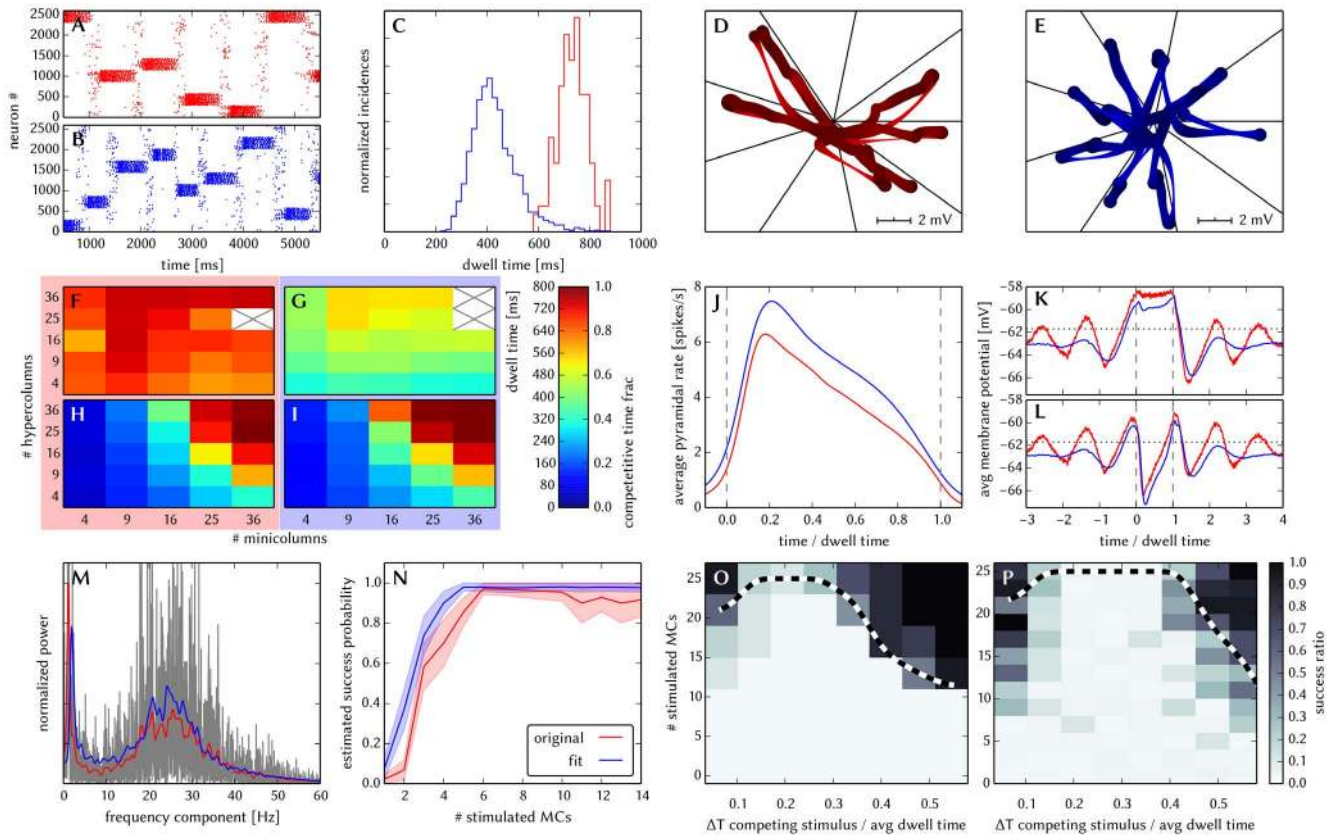 A
2500
2000
1500
1000
500
0
neuron #
B
2500
2000
1500
1000
500
0
1000 2000 3000 4000 5000
time [ms]
C
normalized incidences
0 200 400 600 800 1000
dwell time [ms]
D
2 mV
E
2 mV
F
36
25
16
9
4
G
# hypercolumns
H
36
25
16
9
4
I
4 9 16 25 36
4 9 16 25 36
# minicolumns
800
720
640
560
480
400
320
240
160
80
0
dwell time [ms]
1.0
0.8
0.6
0.4
0.2
0.0
competitive time frac
J
8
6
4
2
0
average pyramidal rate [spikes/s]
0.0 0.2 0.4 0.6 0.8 1.0
time / dwell time
K
−58
−60
−62
−64
−66
avg membrane potential [mV]
L
−58
−60
−62
−64
−66
−3 −2 −1 0 1 2 3 4
time / dwell time
M
normalized power
0 10 20 30 40 50 60
frequency component [Hz]
N
1.0
0.8
0.6
0.4
0.2
0.0
estimated success probability
original
fit
2 4 6 8 10 12 14
# stimulated MCs
O
25
20
15
10
5
0
# stimulated MCs
0.1 0.2 0.3 0.4 0.5
ΔT competing stimulus / avg dwell time
P
25
20
15
10
5
0
0.1 0.2 0.3 0.4 0.5
ΔT competing stimulus / avg dwell time
1.0
0.9
0.8
0.7
0.6
0.5
0.4
0.3
0.2
0.1
0.0
success ratio